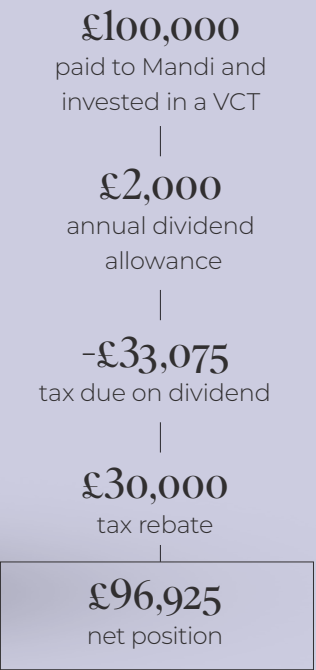 £100,000
paid to Mandi and
invested in a VCT
£2,000
annual dividend
allowance
-£33,075
tax due on dividend
£30,000
tax rebate
£96,925
net position